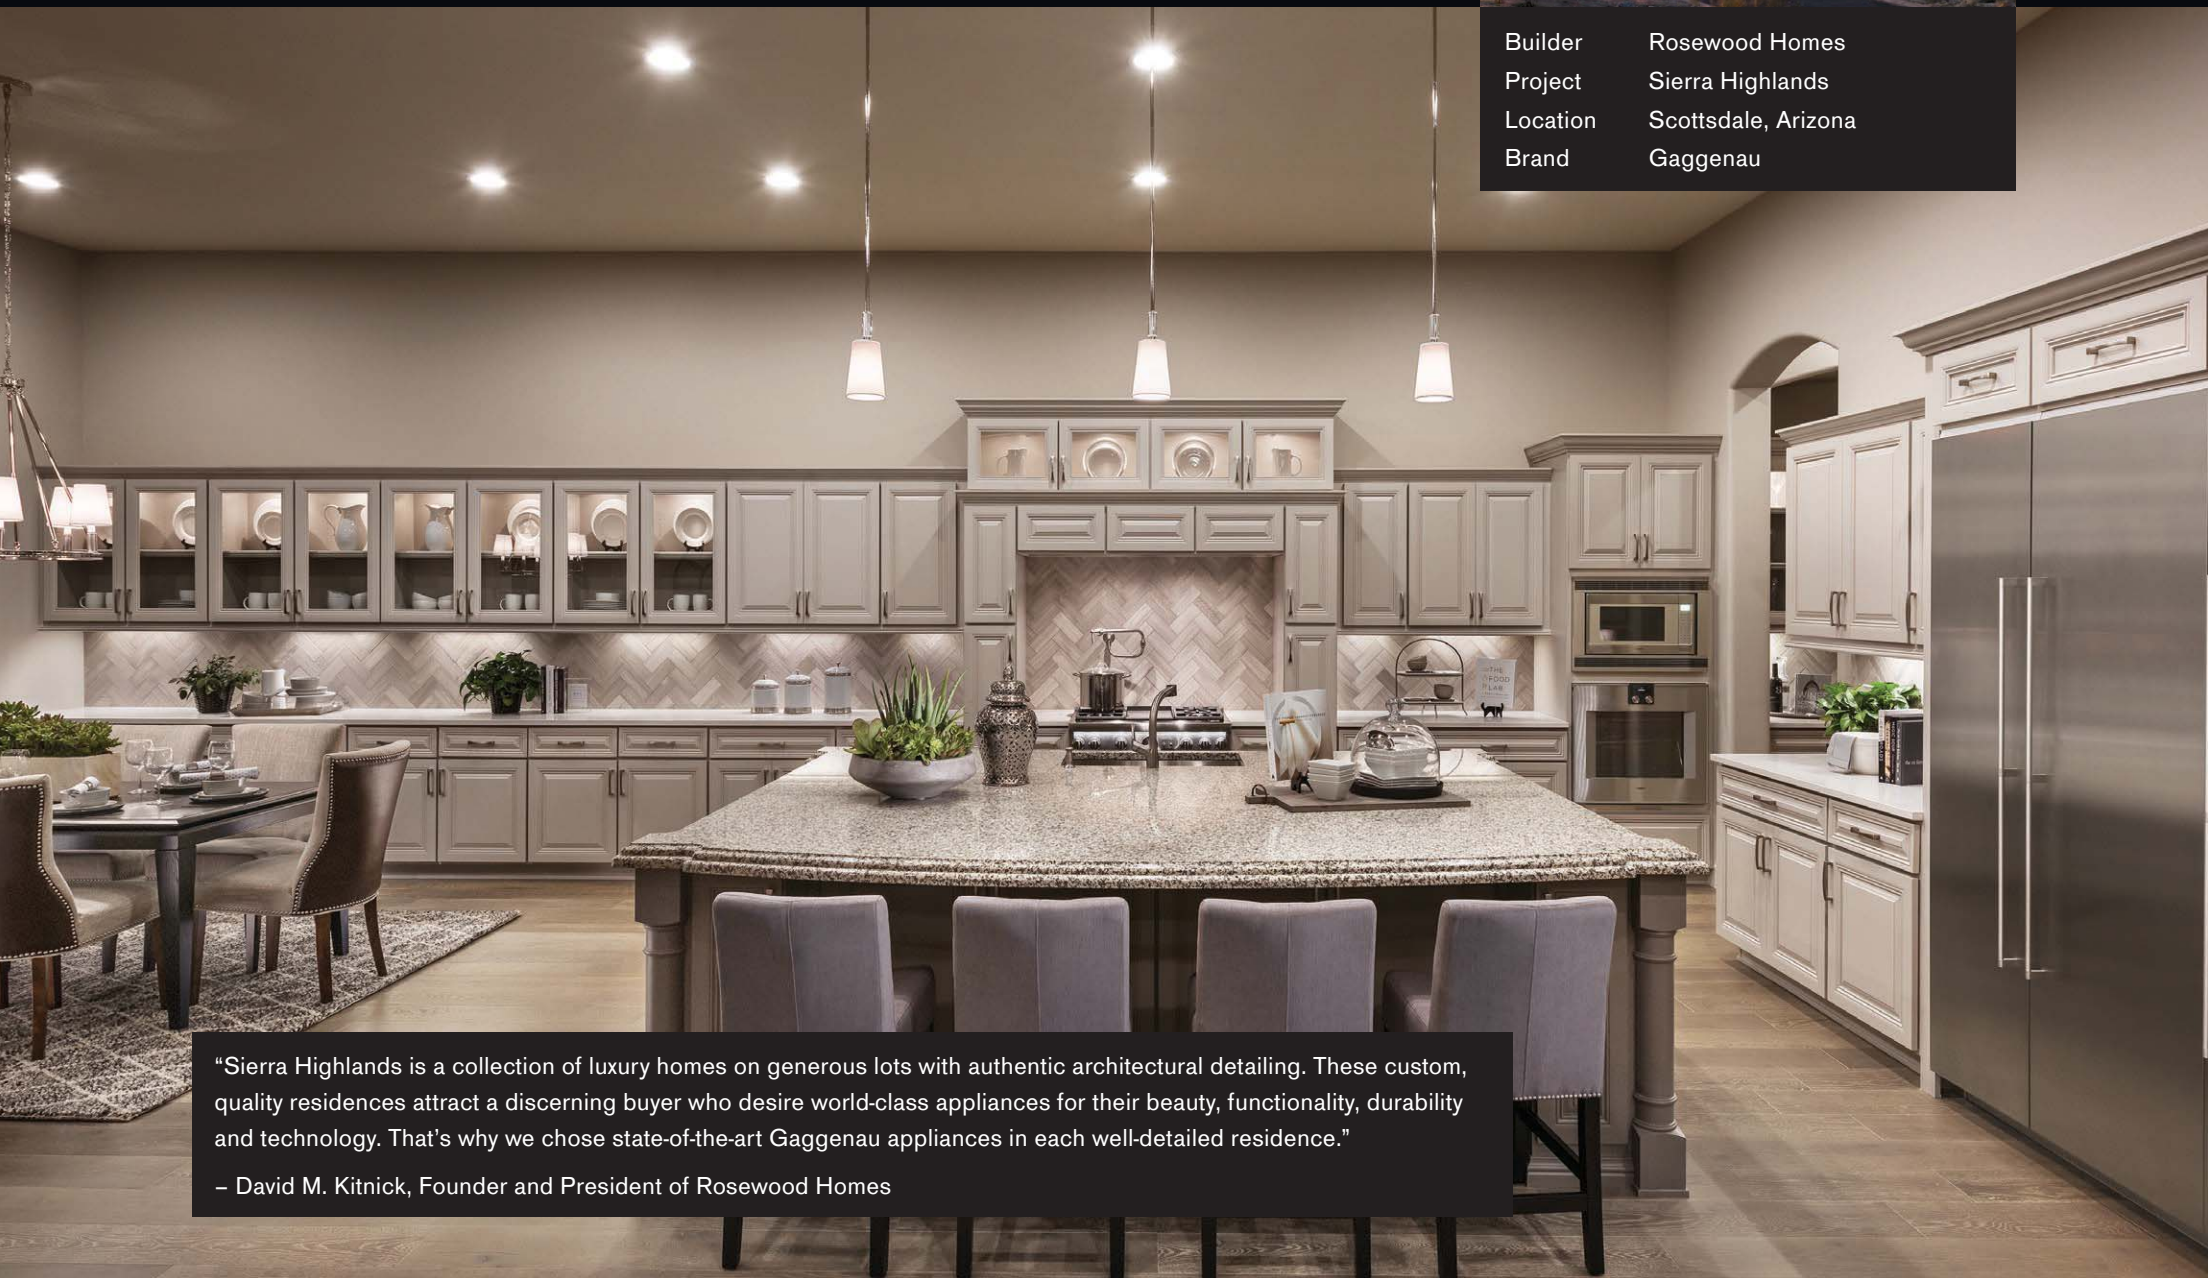 Builder Rosewood Homes
Project Sierra Highlands
Location Scottsdale, Arizona
Brand Gaggenau
THE
FOOD
LAB
“Sierra Highlands is a collection of luxury homes on generous lots with authentic architectural detailing. These custom,
quality residences attract a discerning buyer who desire world-class appliances for their beauty, functionality, durability
and technology. That’s why we chose state-of-the-art Gaggenau appliances in each well-detailed residence.”
– David M. Kitnick, Founder and President of Rosewood Homes